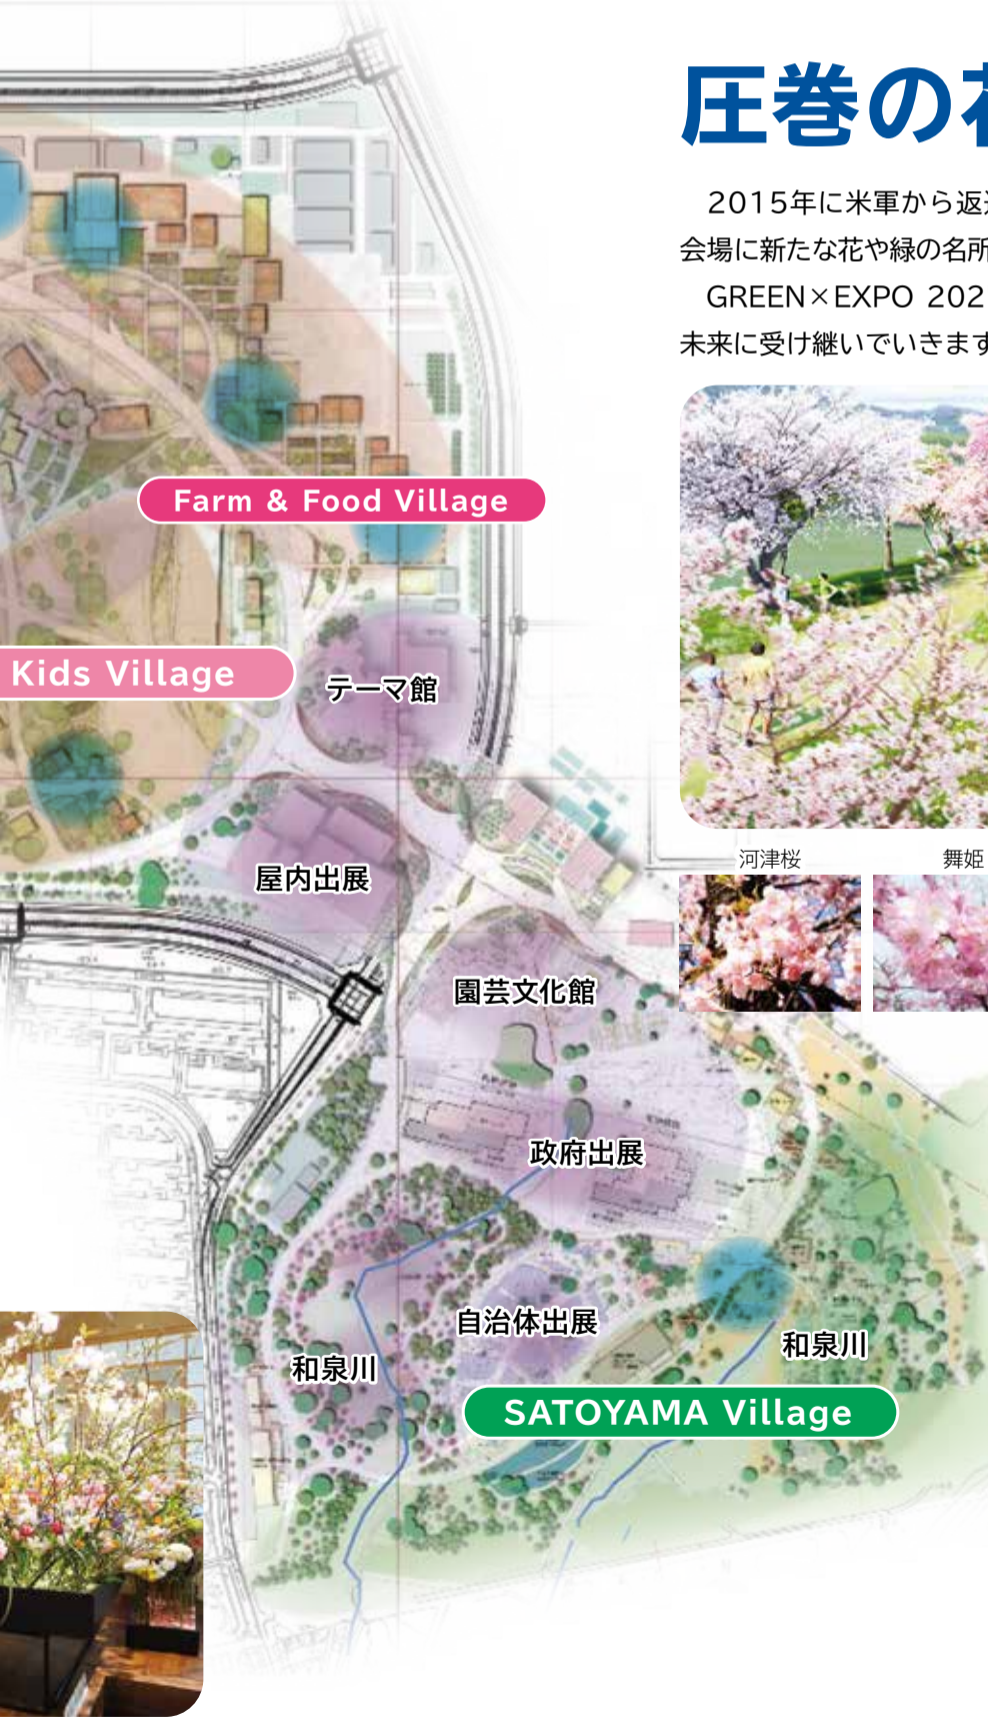 圧巻の
2015年に米軍から返
会場に新たな花や緑の名所
GREEN×EXPO 202
未来に受け継いでいきます
Farm & Food Village
Kids Village
テーマ館
屋内出展
河津桜
舞姫
園芸文化館
政府出展
自治体出展
和泉川
和泉川
SATOYAMA Village